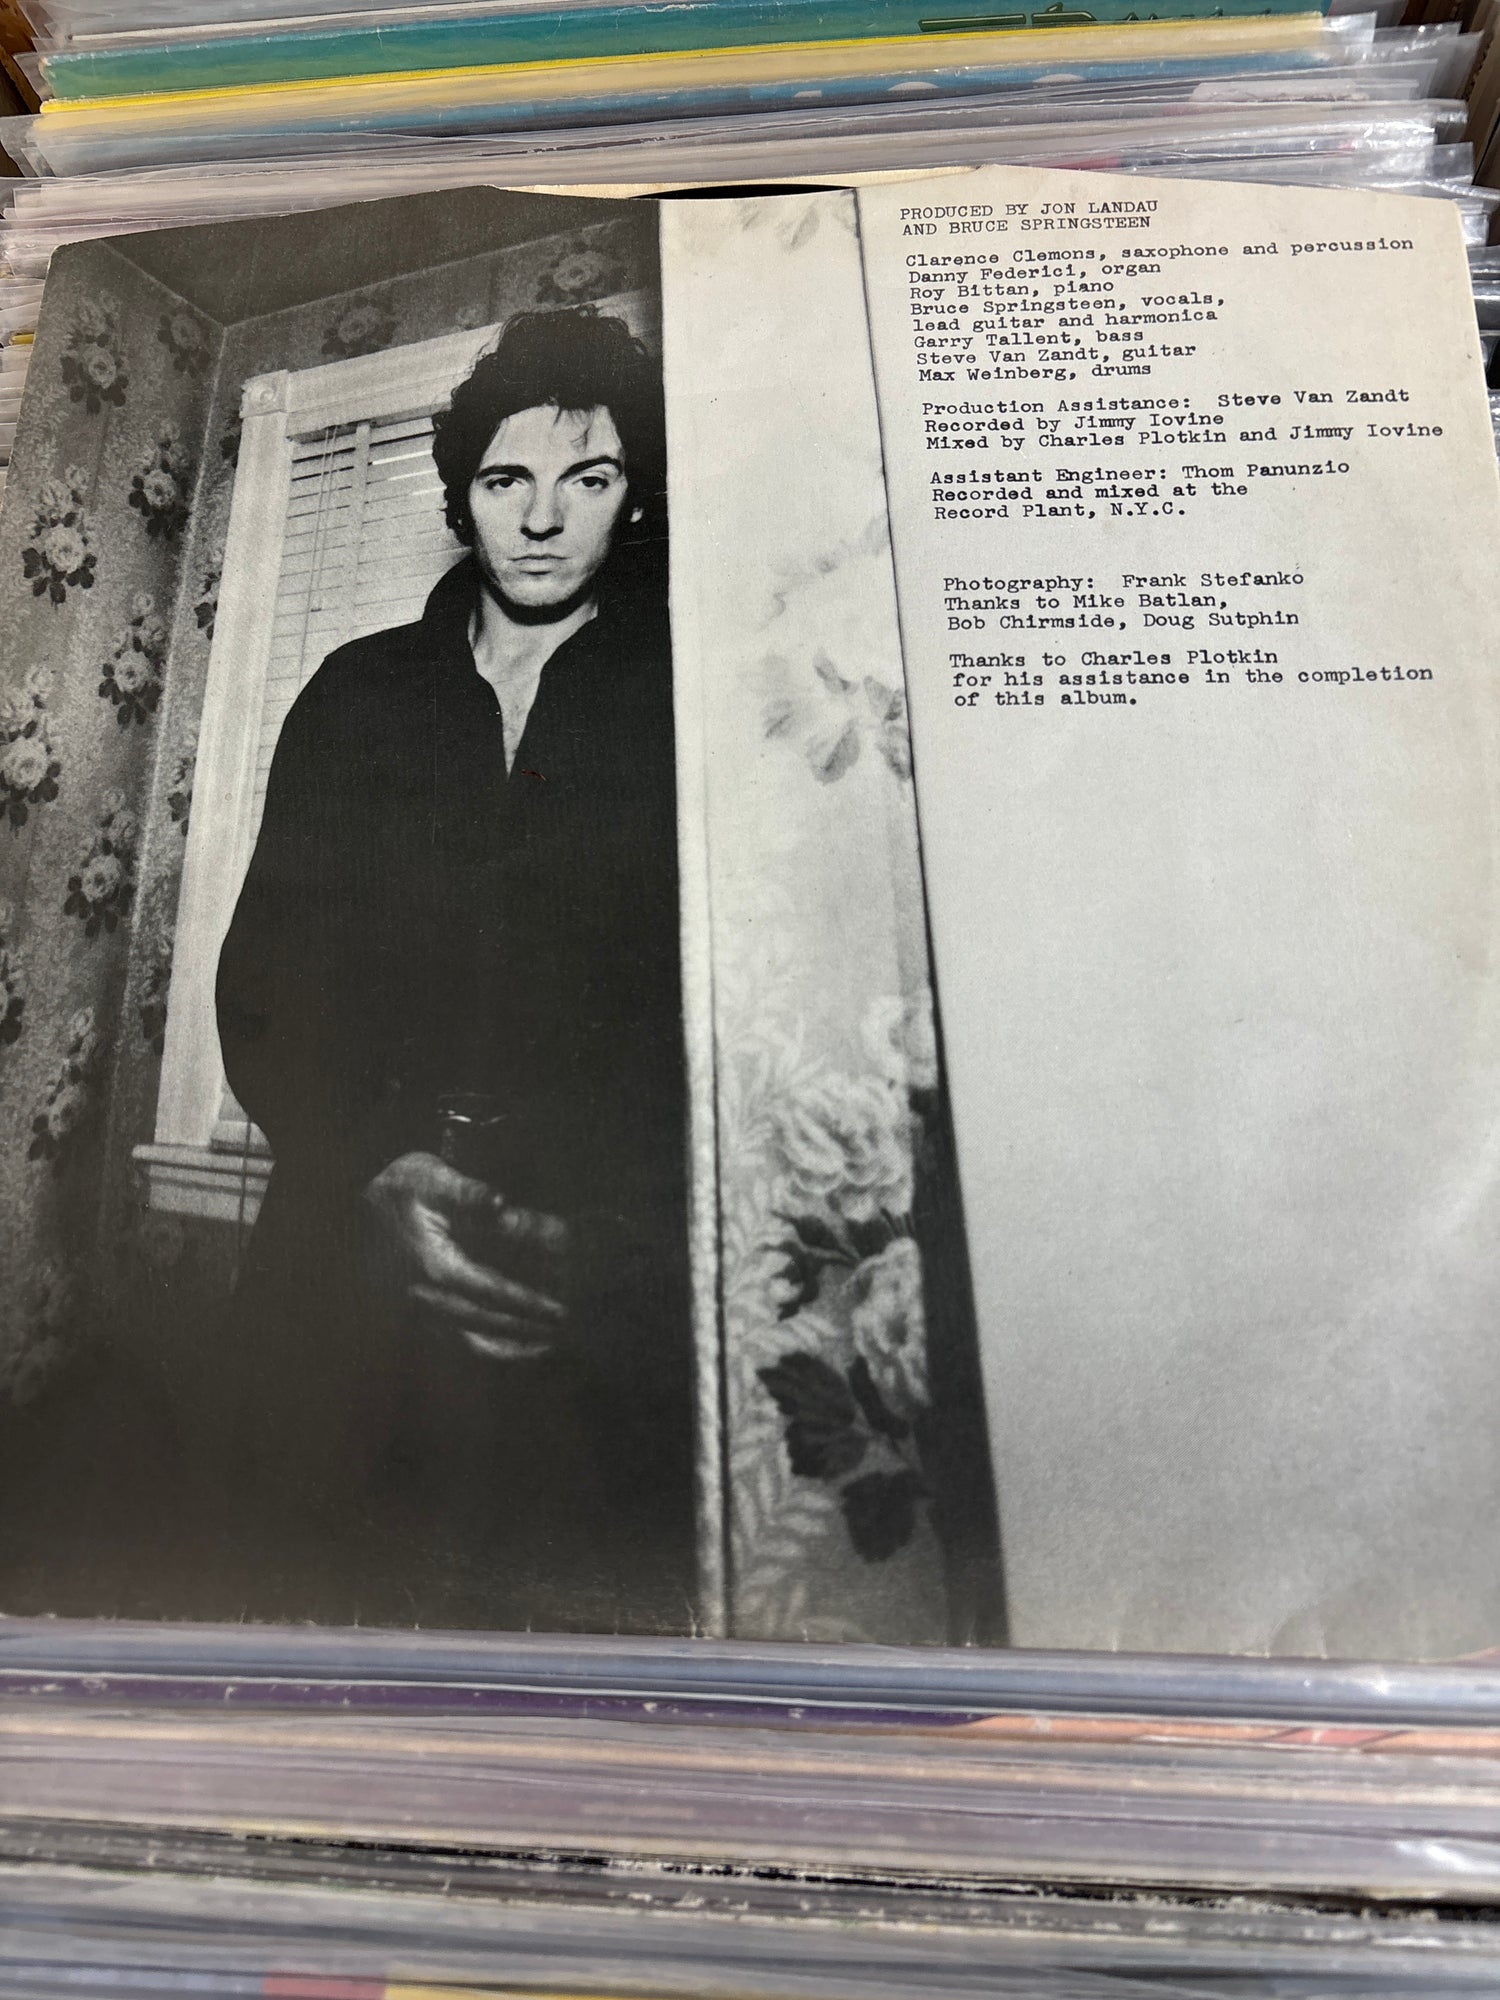 PRODUCED BY JON LANDAU
AND BRUCE SPRINGSTEEN
Clarence Clemons, saxophone and percussion
Danny Federici, organ
Roy Bittan, piano
Bruce Springsteen, vocals,
lead guitar and harmonica
Garry Tallent, bass
Steve Van Zandt, guitar
Max Weinberg, drums
Production Assistance: Steve Van Zandt
Recorded by Jimmy Iovine
Mixed by Charles Plotkin and Jimmy Iovine
Assistant Engineer: Thom Panunzio
Recorded and mixed at the
Record Plant, N.Y.C.
Photography: Frank Stefanko
Thanks to Mike Batlan,
Bob Chirmside, Doug Sutphin
Thanks to Charles Plotkin
for his assistance in the completion
of this album.